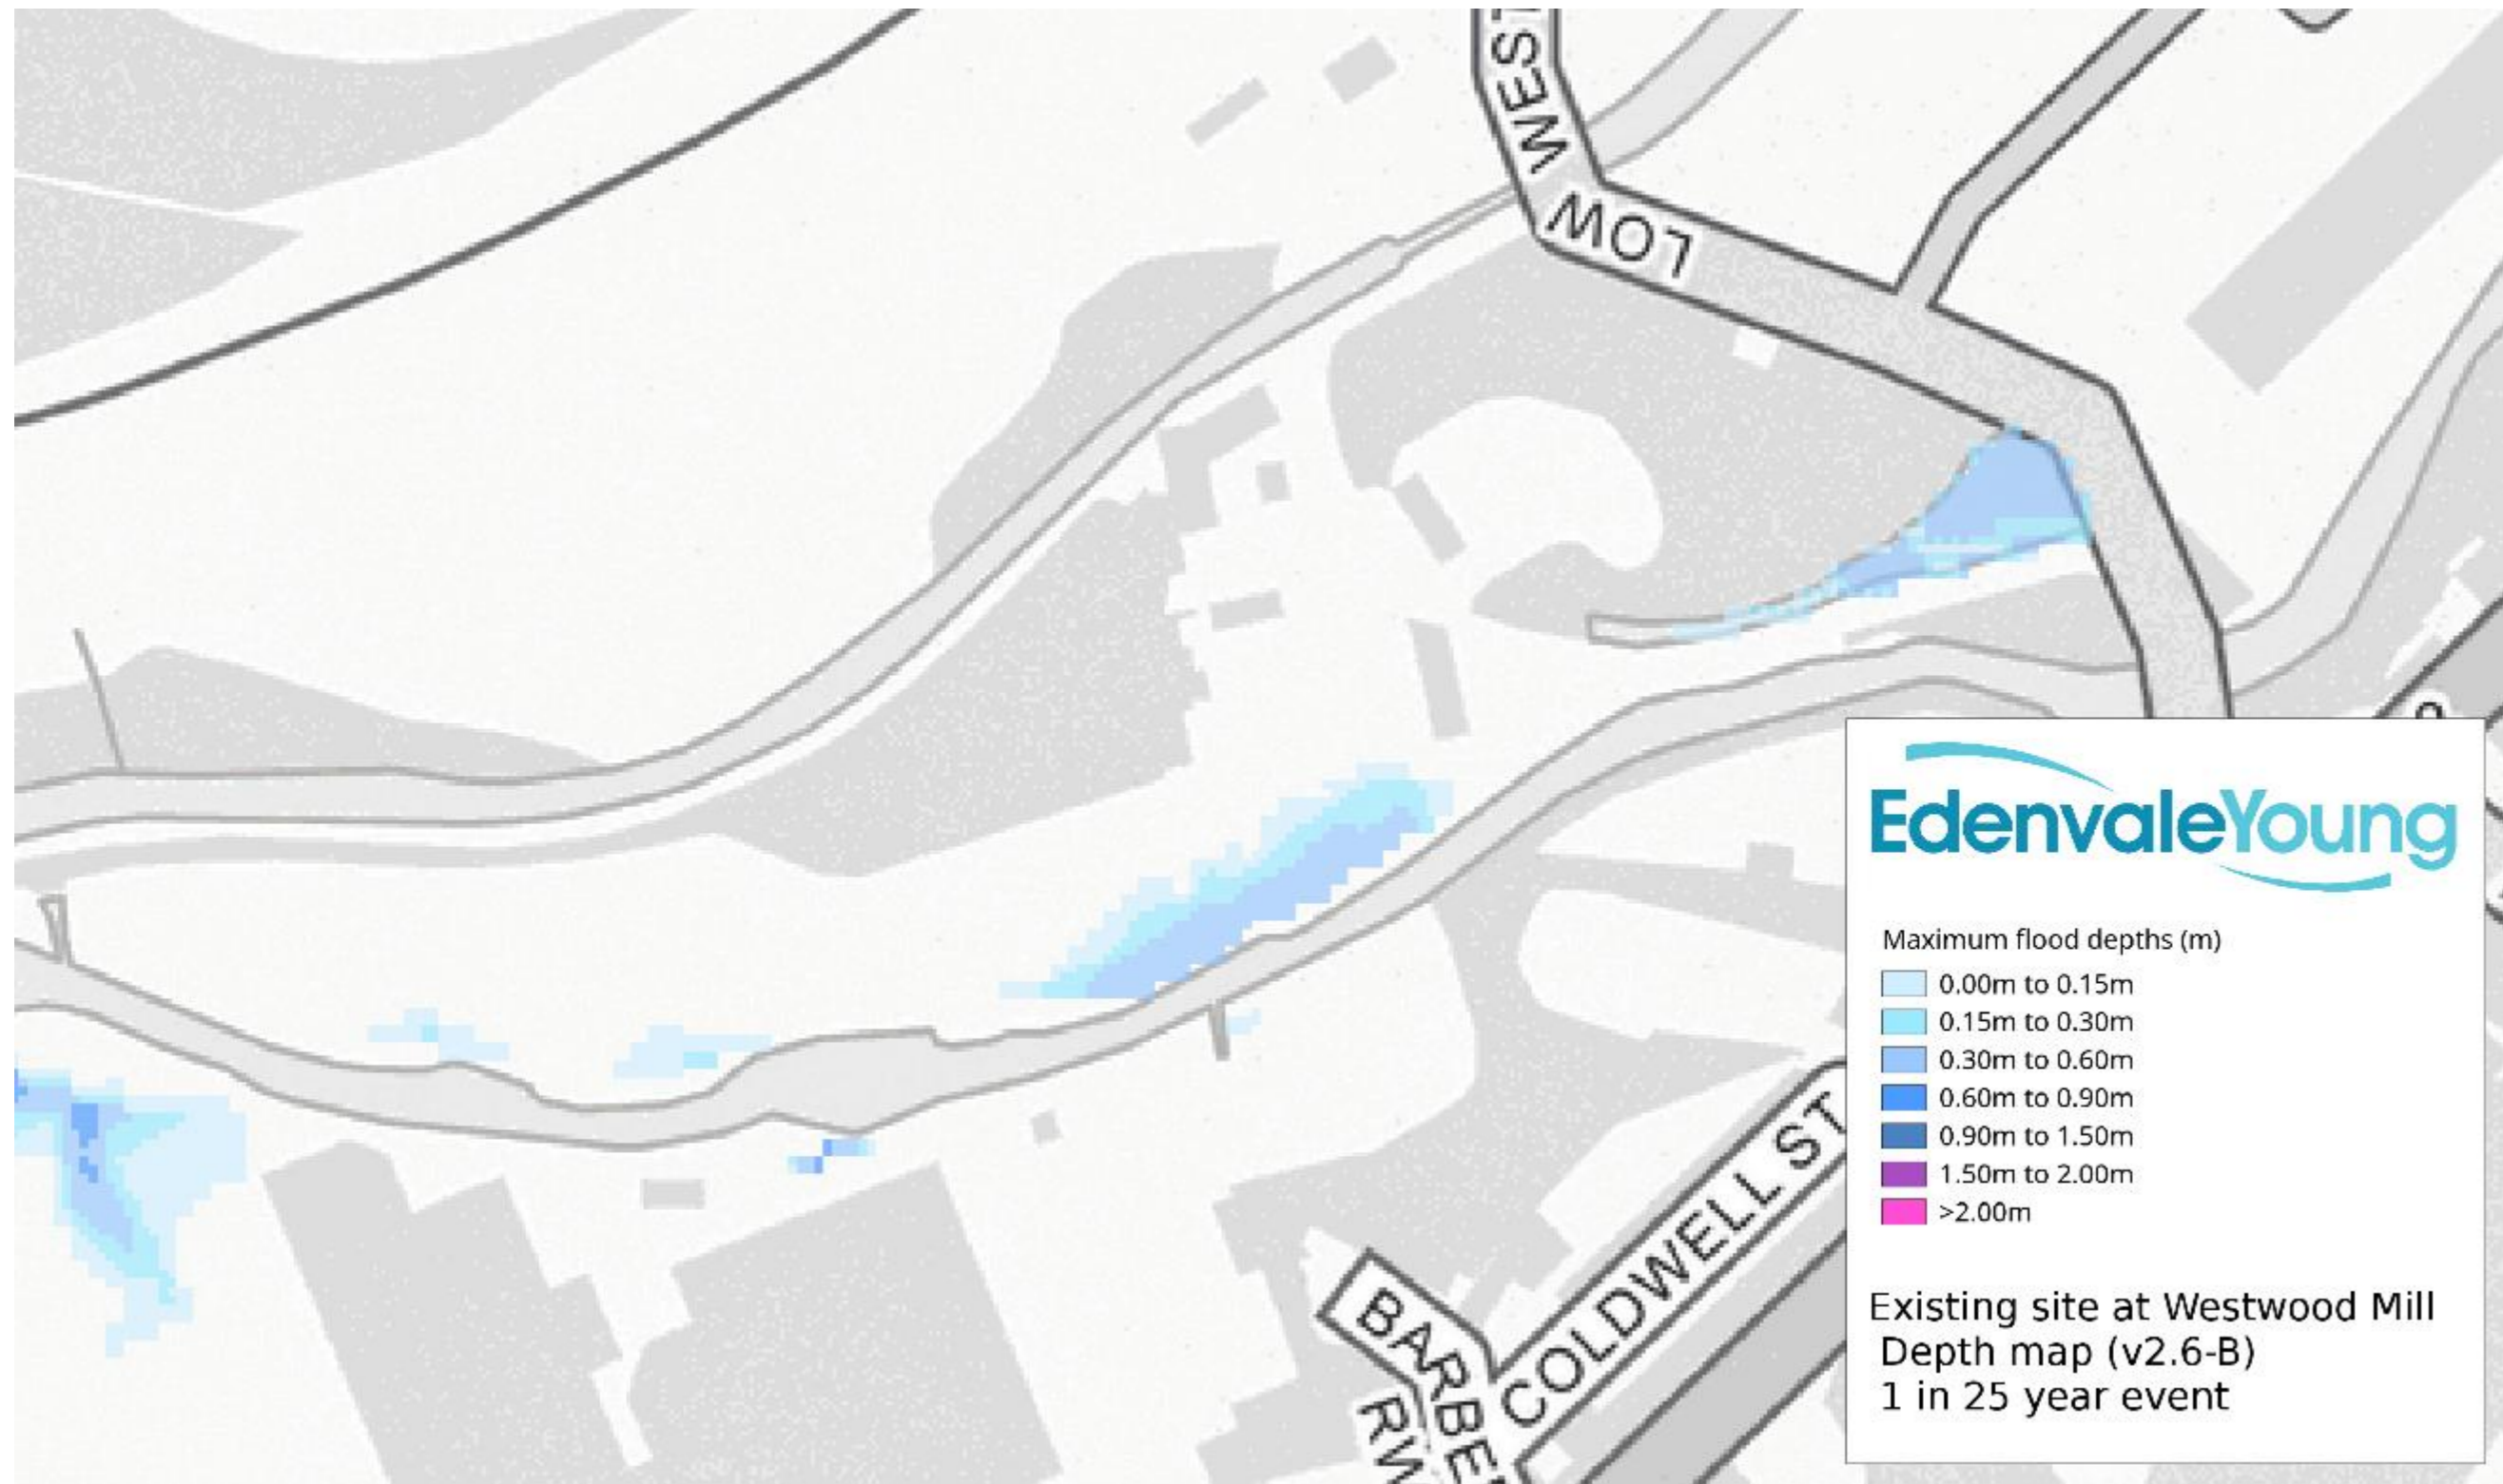 WEST
LOW
EdenvaleYoung
Maximum flood depths (m)
0.00m to 0.15m
0.15m to 0.30m
0.30m to 0.60m
0.60m to 0.90m
0.90m to 1.50m
1.50m to 2.00m
>2.00m
COLDWELL ST
Existing site at Westwood Mill
Depth map (v2.6-B)
1 in 25 year event
BARBE
RW